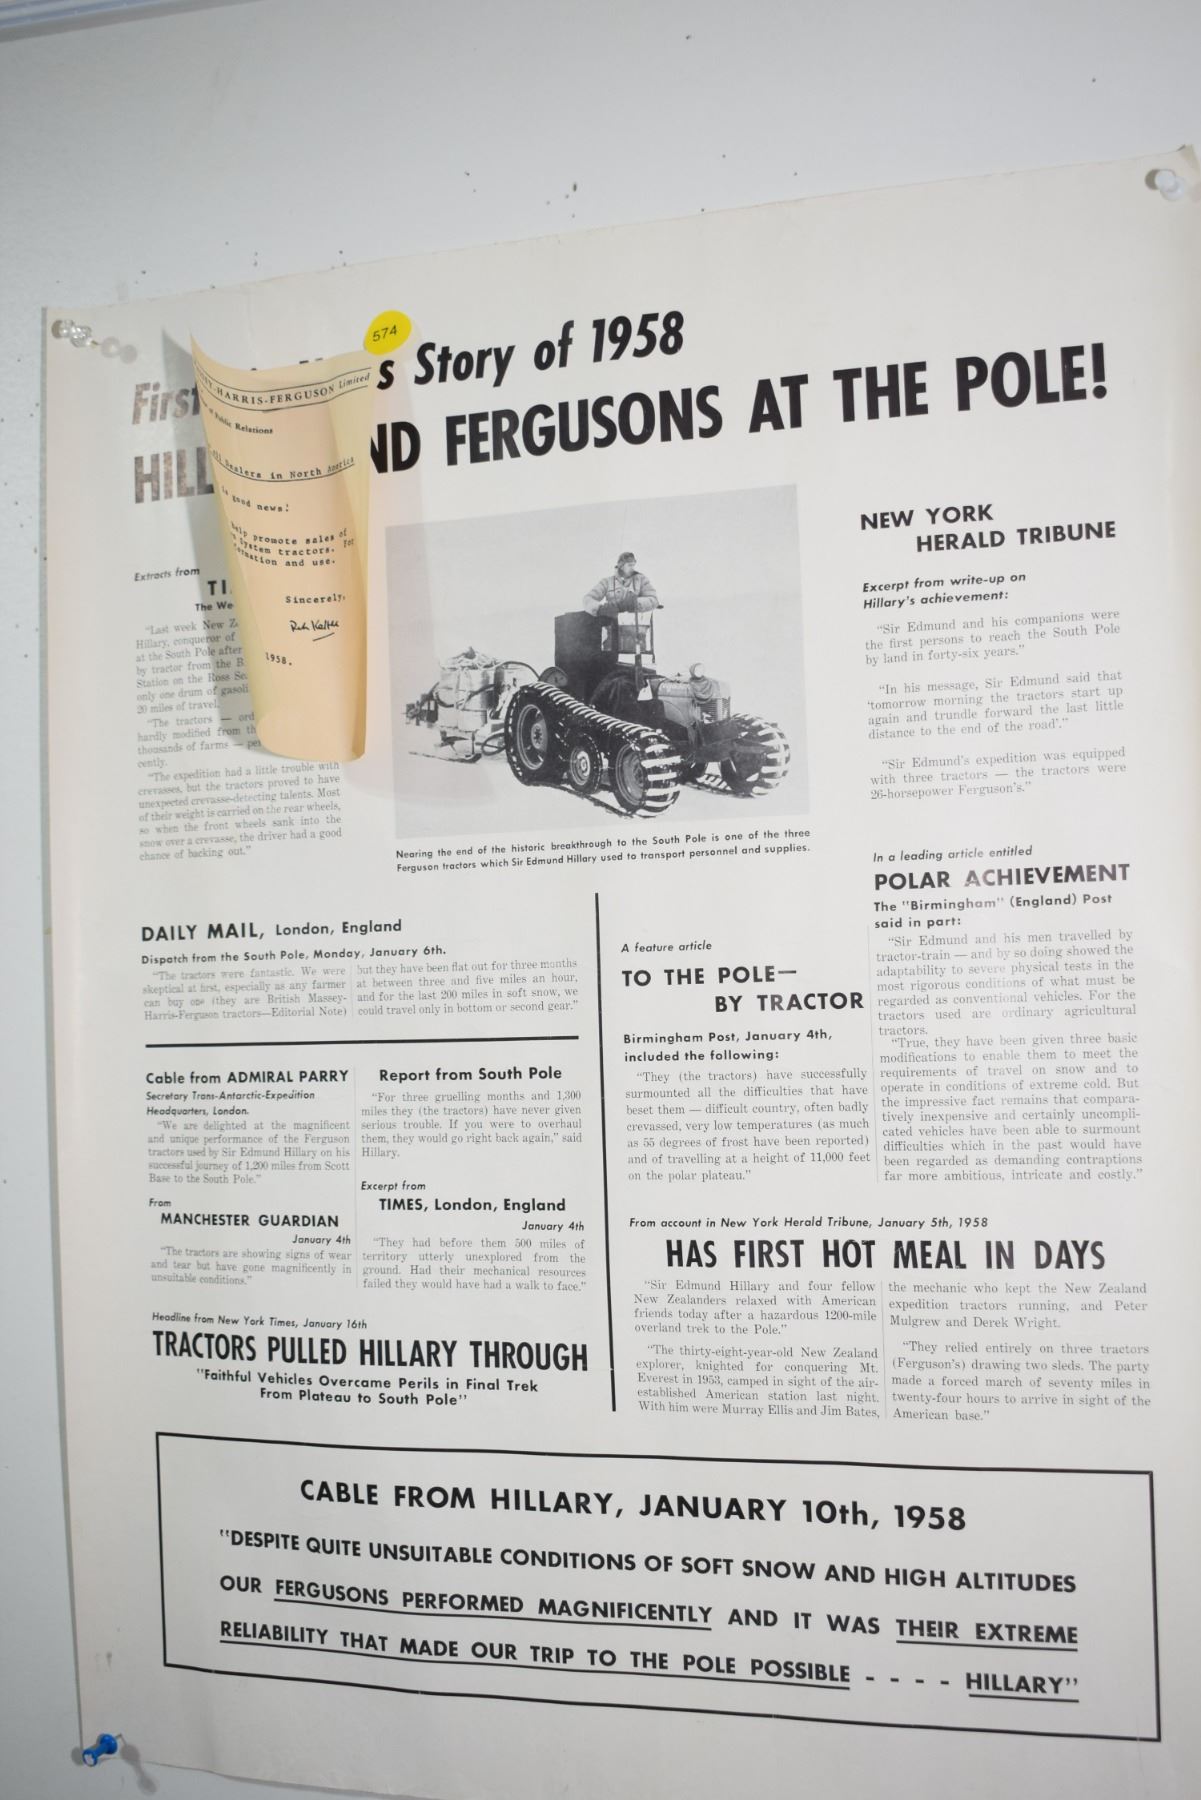 574
First
s Story of 1958
HILL
ND FERGUSONS AT THE POLE!
HARRIS-FERGUSON Limited
Public Relations
Dealers in North America
good news!
help promote sales of
System tractors. For
and use.
Sincerely,
1958.
Extracts from
TI
The We
"Last week New Z
Hillary, conqueror of
at the South Pole after
by tractor from the B
Station on the Ross Se
only one drum of gasoli
20 miles of travel.
"The tractors — ord
hardly modified from th
thousands of farms — pe
cently.
"The expedition had a little trouble with
crevasses, but the tractors proved to have
unexpected crevasse-detecting talents. Most
of their weight is carried on the rear wheels,
so when the front wheels sank into the
snow over a crevasse, the driver had a good
chance of backing out."
Nearing the end of the historic breakthrough to the South Pole is one of the three
Ferguson tractors which Sir Edmund Hillary used to transport personnel and supplies.
NEW YORK
HERALD TRIBUNE
Excerpt from write-up on
Hillary's achievement:
"Sir Edmund and his companions were
the first persons to reach the South Pole
by land in forty-six years."
"In his message, Sir Edmund said that
'tomorrow morning the tractors start up
again and trundle forward the last little
distance to the end of the road'."
"Sir Edmund's expedition was equipped
with three tractors — the tractors were
26-horsepower Ferguson's."
In a leading article entitled
POLAR ACHIEVEMENT
The "Birmingham" (England) Post
said in part:
"Sir Edmund and his men travelled by
tractor-train — and by so doing showed the
adaptability to severe physical tests in the
most rigorous conditions of what must be
regarded as conventional vehicles. For the
tractors used are ordinary agricultural
tractors.
"True, they have been given three basic
modifications to enable them to meet the
requirements of travel on snow and to
operate in conditions of extreme cold. But
the impressive fact remains that compara-
tively inexpensive and certainly uncompli-
cated vehicles have been able to surmount
difficulties which in the past would have
been regarded as demanding contraptions
far more ambitious, intricate and costly."
DAILY MAIL, London, England
Dispatch from the South Pole, Monday, January 6th.
"The tractors were fantastic. We were
skeptical at first, especially as any farmer
can buy one (they are British Massey-
Harris-Ferguson tractors—Editorial Note)
but they have been flat out for three months
at between three and five miles an hour,
and for the last 200 miles in soft snow, we
could travel only in bottom or second gear."
Cable from ADMIRAL PARRY
Secretary Trans-Antarctic-Expedition
Headquarters, London.
"We are delighted at the magnificent
and unique performance of the Ferguson
tractors used by Sir Edmund Hillary on his
successful journey of 1,200 miles from Scott
Base to the South Pole."
From
MANCHESTER GUARDIAN
January 4th
"The tractors are showing signs of wear
and tear but have gone magnificently in
unsuitable conditions."
Report from South Pole
"For three gruelling months and 1,300
miles they (the tractors) have never given
serious trouble. If you were to overhaul
them, they would go right back again," said
Hillary.
Excerpt from
TIMES, London, England
January 4th
"They had before them 500 miles of
territory utterly unexplored from the
ground. Had their mechanical resources
failed they would have had a walk to face."
Headline from New York Times, January 16th
TRACTORS PULLED HILLARY THROUGH
"Faithful Vehicles Overcame Perils in Final Trek
From Plateau to South Pole"
A feature article
TO THE POLE—
BY TRACTOR
Birmingham Post, January 4th,
included the following:
"They (the tractors) have successfully
surmounted all the difficulties that have
beset them — difficult country, often badly
crevassed, very low temperatures (as much
as 55 degrees of frost have been reported)
and of travelling at a height of 11,000 feet
on the polar plateau."
From account in New York Herald Tribune, January 5th, 1958
HAS FIRST HOT MEAL IN DAYS
"Sir Edmund Hillary and four fellow
New Zealanders relaxed with American
friends today after a hazardous 1200-mile
overland trek to the Pole."
"The thirty-eight-year-old New Zealand
explorer, knighted for conquering Mt.
Everest in 1953, camped in sight of the air-
established American station last night.
With him were Murray Ellis and Jim Bates,
the mechanic who kept the New Zealand
expedition tractors running, and Peter
Mulgrew and Derek Wright.
"They relied entirely on three tractors
(Ferguson's) drawing two sleds. The party
made a forced march of seventy miles in
twenty-four hours to arrive in sight of the
American base."
CABLE FROM HILLARY, JANUARY 10th, 1958
"DESPITE QUITE UNSUITABLE CONDITIONS OF SOFT SNOW AND HIGH ALTITUDES
OUR FERGUSONS PERFORMED MAGNIFICENTLY AND IT WAS THEIR EXTREME
RELIABILITY THAT MADE OUR TRIP TO THE POLE POSSIBLE - - - - HILLARY"